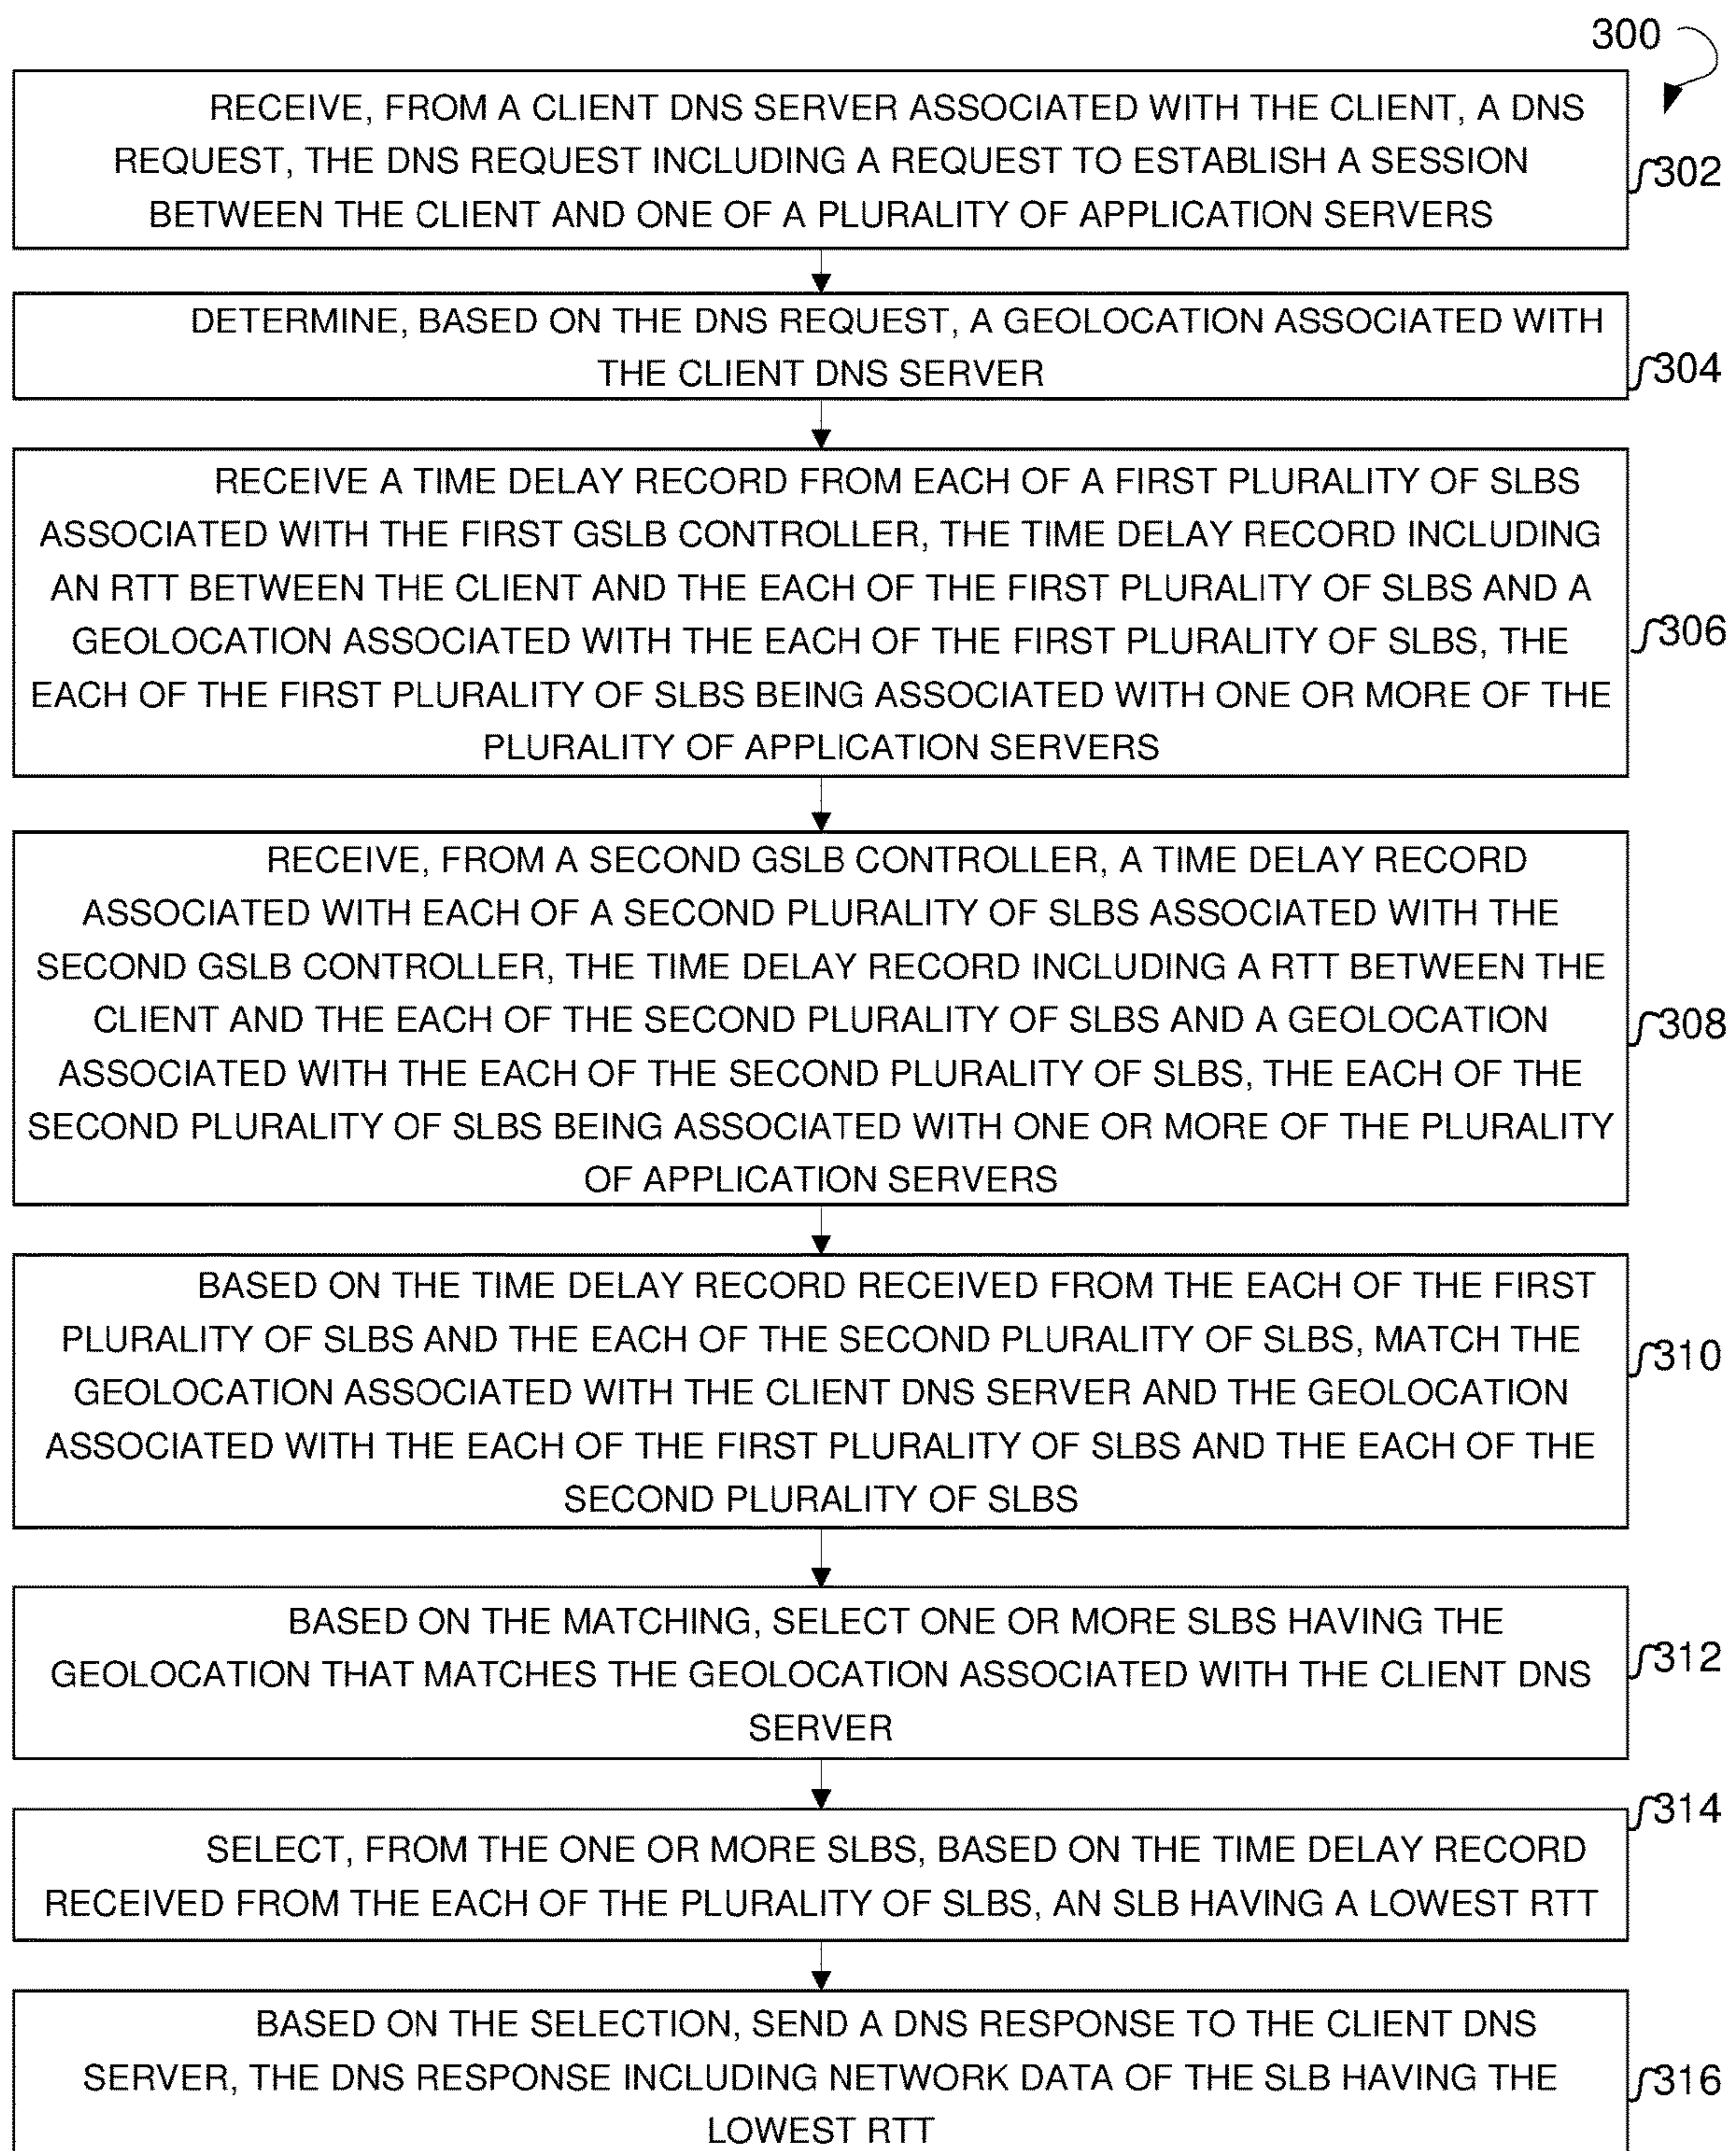 300
RECEIVE, FROM A CLIENT DNS SERVER ASSOCIATED WITH THE CLIENT, A DNS
REQUEST, THE DNS REQUEST INCLUDING A REQUEST TO ESTABLISH A SESSION
BETWEEN THE CLIENT AND ONE OF A PLURALITY OF APPLICATION SERVERS
302
DETERMINE, BASED ON THE DNS REQUEST, A GEOLOCATION ASSOCIATED WITH
THE CLIENT DNS SERVER
304
RECEIVE A TIME DELAY RECORD FROM EACH OF A FIRST PLURALITY OF SLBS
ASSOCIATED WITH THE FIRST GSLB CONTROLLER, THE TIME DELAY RECORD INCLUDING
AN RTT BETWEEN THE CLIENT AND THE EACH OF THE FIRST PLURALITY OF SLBS AND A
GEOLOCATION ASSOCIATED WITH THE EACH OF THE FIRST PLURALITY OF SLBS, THE
EACH OF THE FIRST PLURALITY OF SLBS BEING ASSOCIATED WITH ONE OR MORE OF THE
PLURALITY OF APPLICATION SERVERS
306
RECEIVE, FROM A SECOND GSLB CONTROLLER, A TIME DELAY RECORD
ASSOCIATED WITH EACH OF A SECOND PLURALITY OF SLBS ASSOCIATED WITH THE
SECOND GSLB CONTROLLER, THE TIME DELAY RECORD INCLUDING A RTT BETWEEN THE
CLIENT AND THE EACH OF THE SECOND PLURALITY OF SLBS AND A GEOLOCATION
ASSOCIATED WITH THE EACH OF THE SECOND PLURALITY OF SLBS, THE EACH OF THE
SECOND PLURALITY OF SLBS BEING ASSOCIATED WITH ONE OR MORE OF THE PLURALITY
OF APPLICATION SERVERS
308
BASED ON THE TIME DELAY RECORD RECEIVED FROM THE EACH OF THE FIRST
PLURALITY OF SLBS AND THE EACH OF THE SECOND PLURALITY OF SLBS, MATCH THE
GEOLOCATION ASSOCIATED WITH THE CLIENT DNS SERVER AND THE GEOLOCATION
ASSOCIATED WITH THE EACH OF THE FIRST PLURALITY OF SLBS AND THE EACH OF THE
SECOND PLURALITY OF SLBS
310
BASED ON THE MATCHING, SELECT ONE OR MORE SLBS HAVING THE
GEOLOCATION THAT MATCHES THE GEOLOCATION ASSOCIATED WITH THE CLIENT DNS
SERVER
312
SELECT, FROM THE ONE OR MORE SLBS, BASED ON THE TIME DELAY RECORD
RECEIVED FROM THE EACH OF THE PLURALITY OF SLBS, AN SLB HAVING A LOWEST RTT
314
BASED ON THE SELECTION, SEND A DNS RESPONSE TO THE CLIENT DNS
SERVER, THE DNS RESPONSE INCLUDING NETWORK DATA OF THE SLB HAVING THE
LOWEST RTT
316